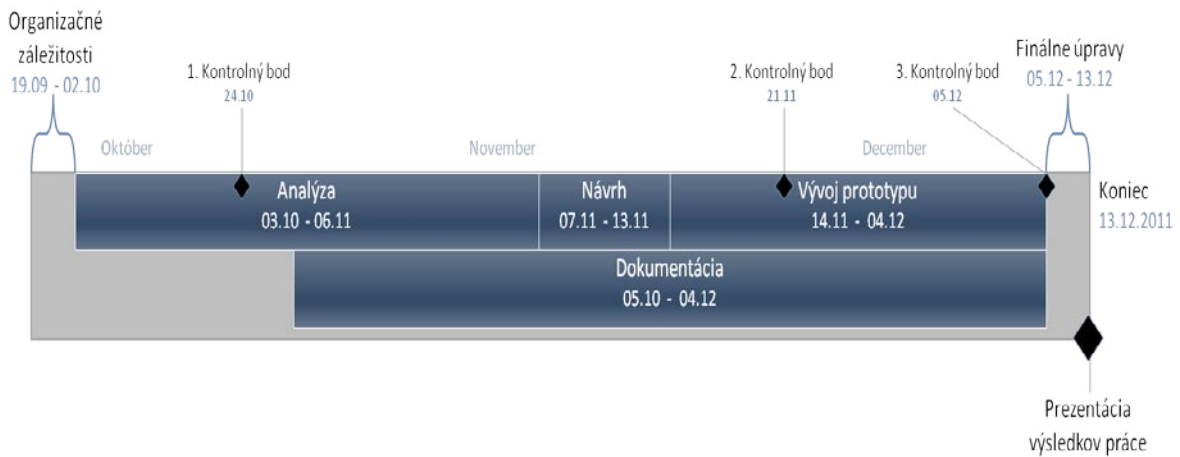 Organizačné
záležitosti
19.09 - 02.10
1. Kontrolný bod
24.10
2. Kontrolný bod
21.11
3. Kontrolný bod
05.12
Finálne úpravy
05.12 - 13.12
Október
November
December
Analýza
03.10 - 06.11
Návrh
07.11 - 13.11
Vývoj prototypu
14.11 - 04.12
Koniec
13.12.2011
Dokumentácia
05.10 - 04.12
Prezentácia
výsledkov práce